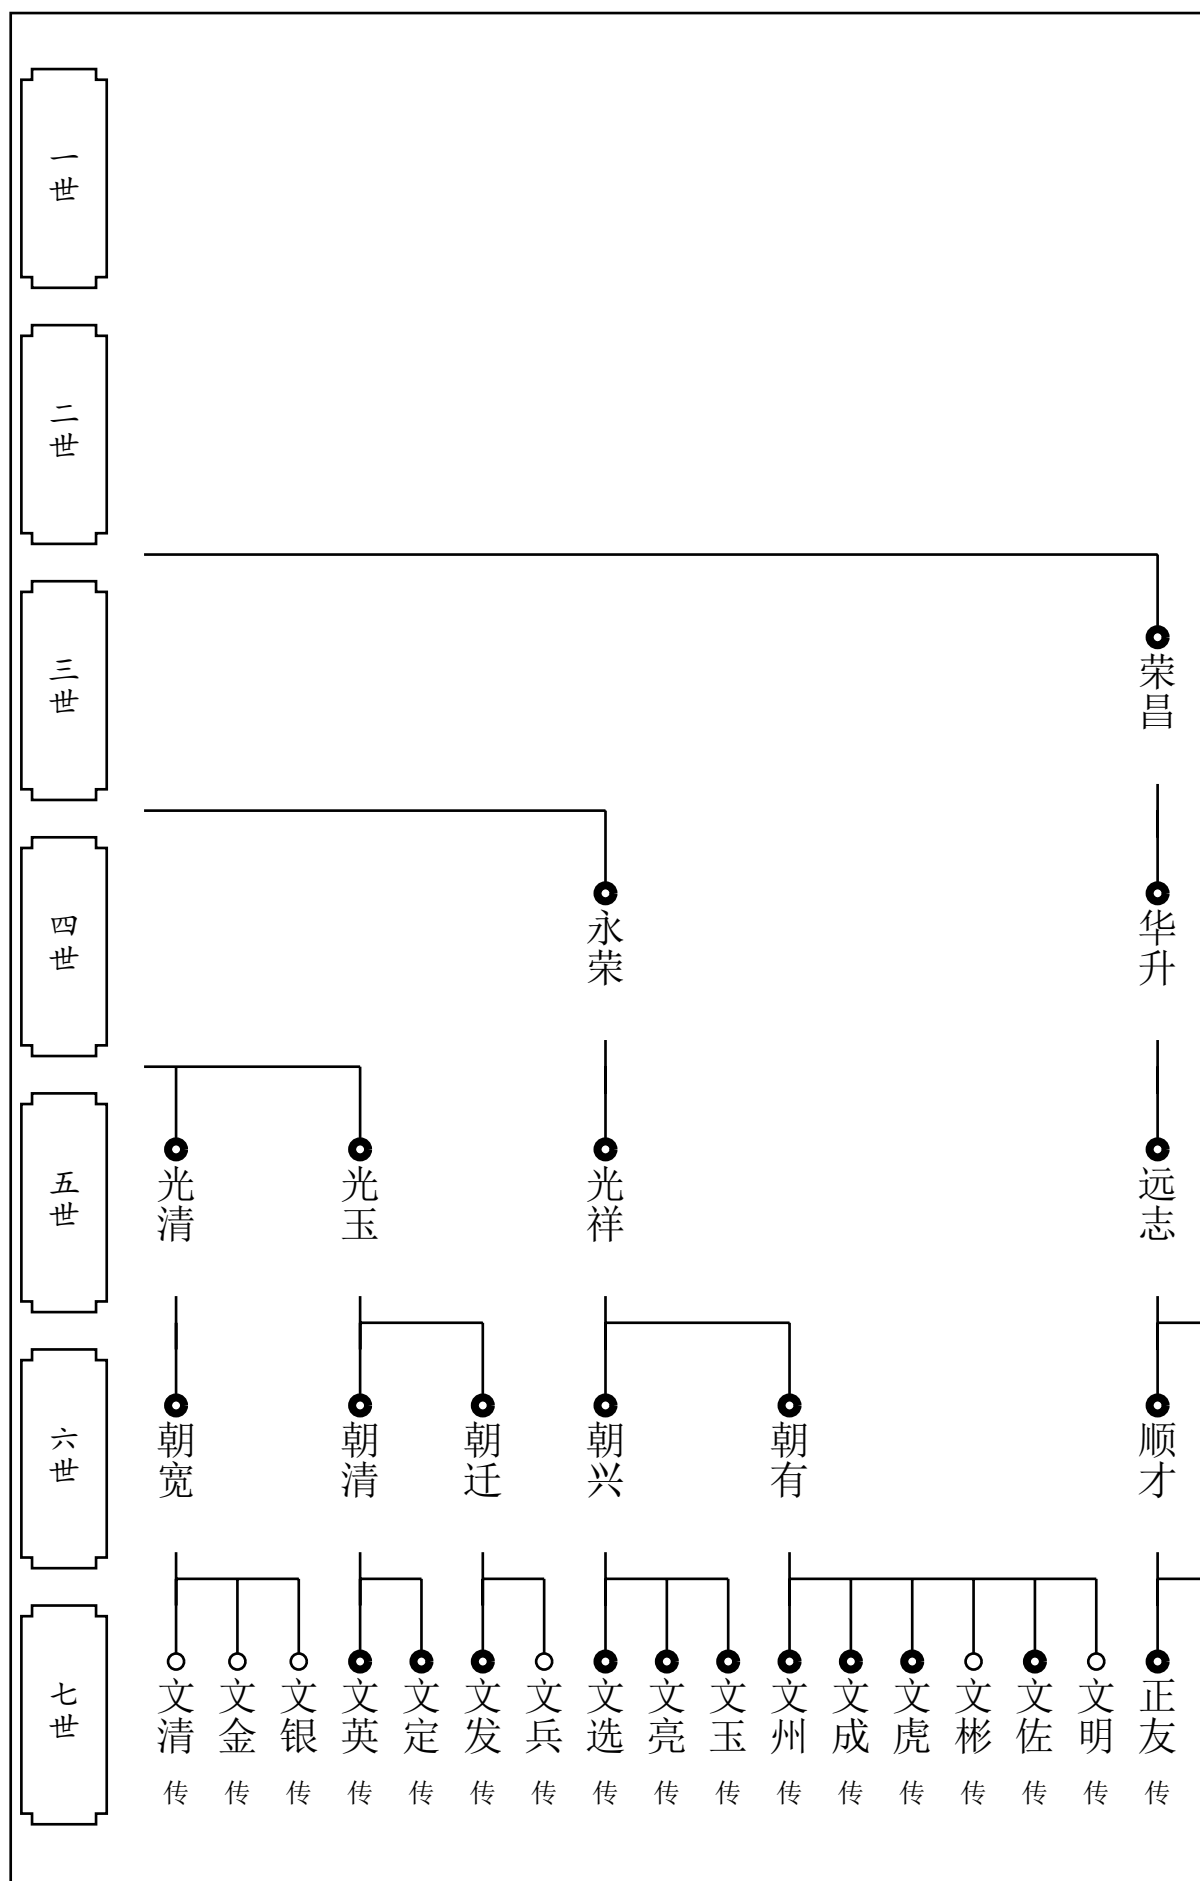 一世
二世
三世
荣昌
四世
永荣
华升
五世
光清
光玉
光祥
远志
六世
朝宽
朝清
朝迁
朝兴
朝有
顺才
七世
文清传
文金传
文银传
文英传
文定传
文发传
文兵传
文选传
文亮传
文玉传
文州传
文成传
文虎传
文彬传
文佐传
文明传
正友传